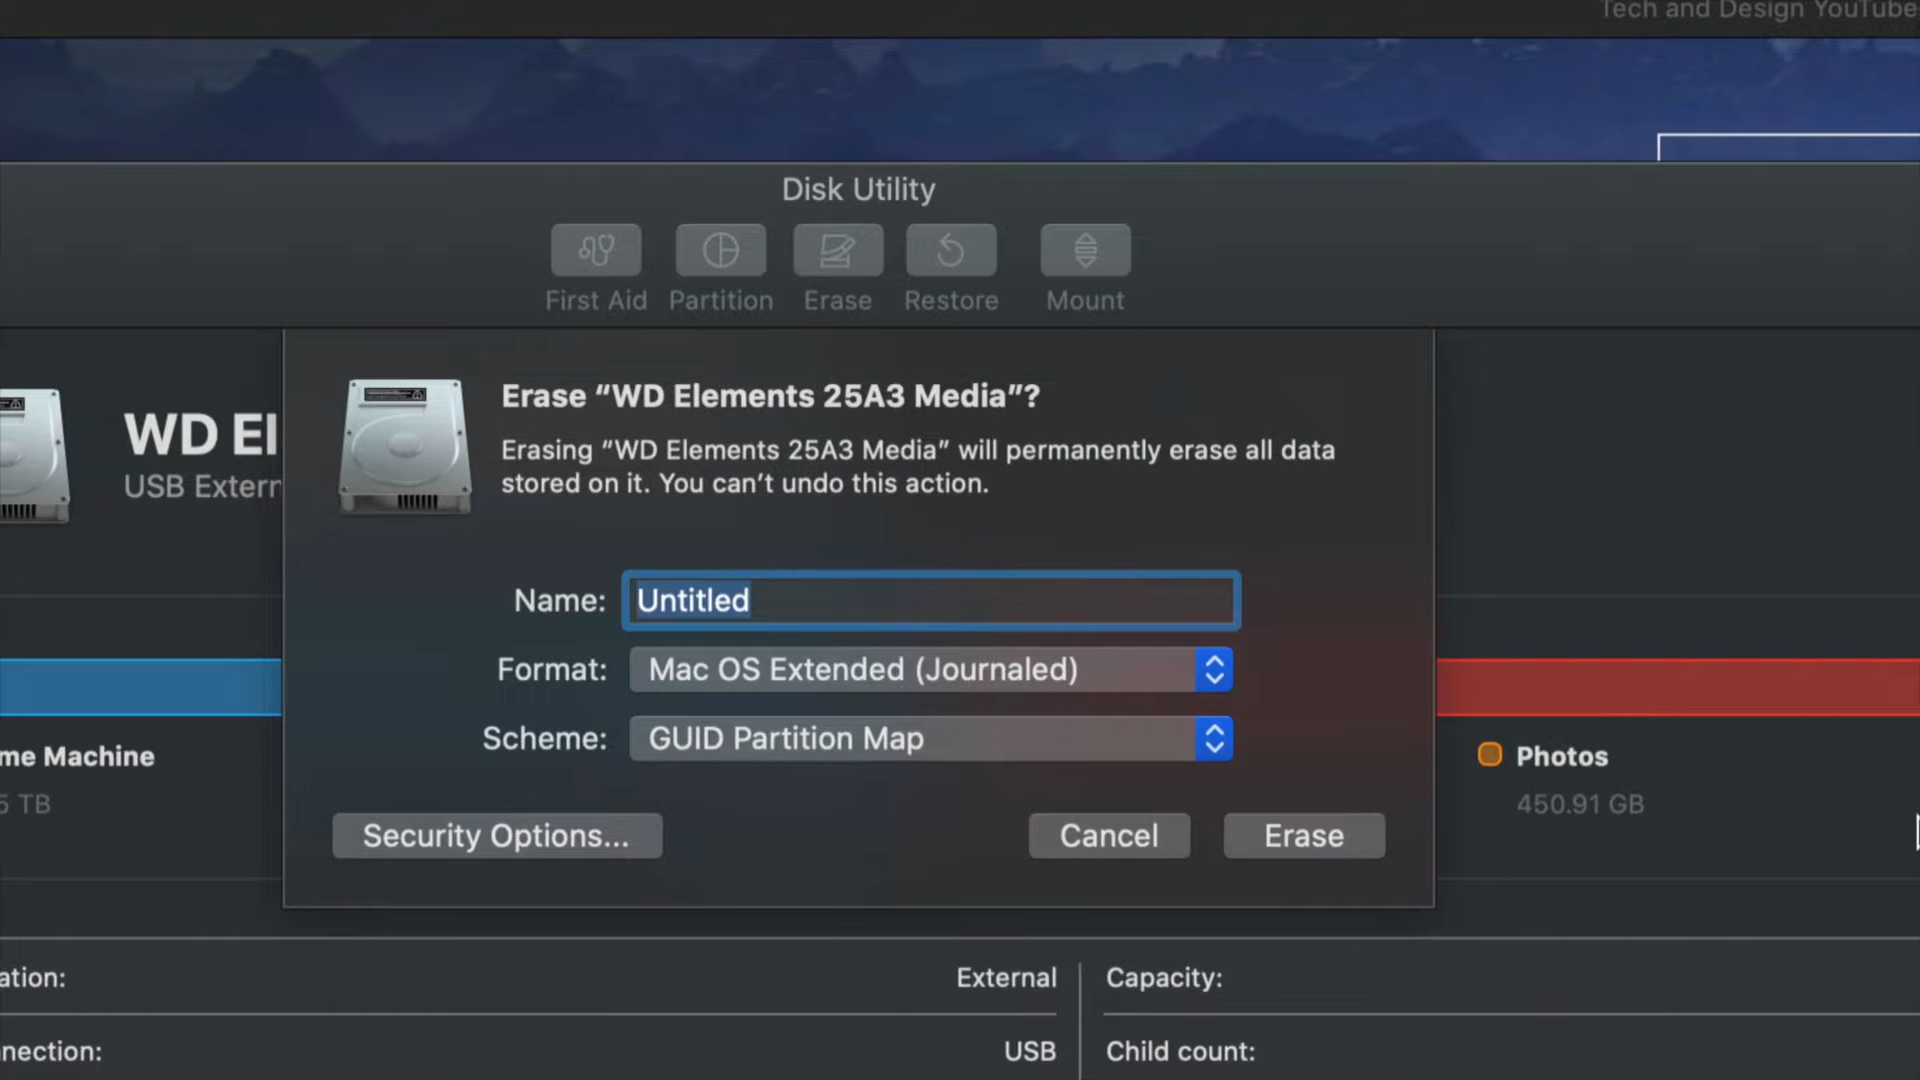 Tech and Design YouTube
Disk Utility
First Aid Partition Erase Restore Mount
WD El
USB Extern
Erase “WD Elements 25A3 Media”?
Erasing “WD Elements 25A3 Media” will permanently erase all data
stored on it. You can’t undo this action.
Name: Untitled
Format: Mac OS Extended (Journaled)
Scheme: GUID Partition Map
me Machine
5 TB
Photos
450.91 GB
Security Options... Cancel Erase
ation: External
Capacity:
nection: USB
Child count: